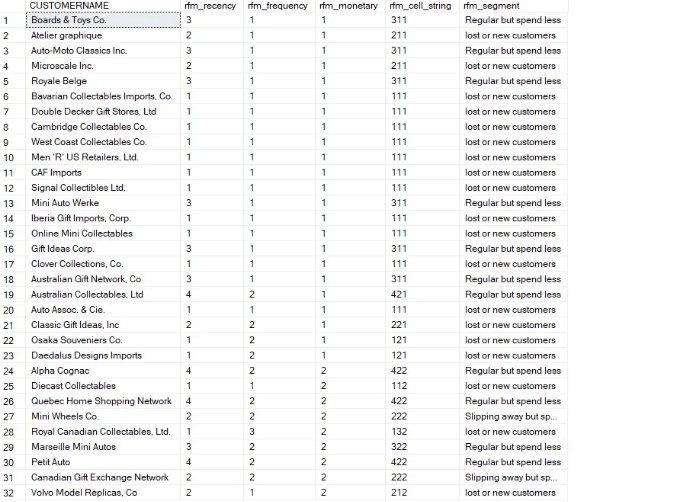 CUSTOMERNAME rfm_recency rfm_frequency rfm_monetary rfm_cell_string rfm_segment
1 Boards & Toys Co. 3 1 1 311 Regular but spend less
2 Atelier graphique 2 1 1 211 lost or new customers
3 Auto-Moto Classics Inc. 3 1 1 311 Regular but spend less
4 Microscale Inc. 2 1 1 211 lost or new customers
5 Royale Belge 3 1 1 311 Regular but spend less
6 Bavarian Collectables Imports, Co. 1 1 1 111 lost or new customers
7 Double Decker Gift Stores, Ltd 1 1 1 111 lost or new customers
8 Cambridge Collectables Co. 1 1 1 111 lost or new customers
9 West Coast Collectables Co. 1 1 1 111 lost or new customers
10 Men 'R' US Retailers, Ltd. 1 1 1 111 lost or new customers
11 CAF Imports 1 1 1 111 lost or new customers
12 Signal Collectibles Ltd. 1 1 1 111 lost or new customers
13 Mini Auto Werke 3 1 1 311 Regular but spend less
14 Iberia Gift Imports, Corp. 1 1 1 111 lost or new customers
15 Online Mini Collectables 1 1 1 111 lost or new customers
16 Gift Ideas Corp. 3 1 1 311 Regular but spend less
17 Clover Collections, Co. 1 1 1 111 lost or new customers
18 Australian Gift Network, Co 3 1 1 311 Regular but spend less
19 Australian Collectables, Ltd 4 2 1 421 Regular but spend less
20 Auto Assoc. & Cie. 1 1 1 111 lost or new customers
21 Classic Gift Ideas, Inc 2 2 1 221 lost or new customers
22 Osaka Souveniers Co. 1 2 1 121 lost or new customers
23 Daedalus Designs Imports 1 2 1 121 lost or new customers
24 Alpha Cognac 4 2 2 422 Regular but spend less
25 Diecast Collectables 1 1 2 112 lost or new customers
26 Quebec Home Shopping Network 4 2 2 422 Regular but spend less
27 Mini Wheels Co. 2 2 2 222 Slipping away but sp...
28 Royal Canadian Collectables, Ltd. 1 3 2 132 lost or new customers
29 Marseille Mini Autos 3 2 2 322 Regular but spend less
30 Petit Auto 4 2 2 422 Regular but spend less
31 Canadian Gift Exchange Network 2 2 2 222 Slipping away but sp...
32 Volvo Model Replicas, Co 2 1 2 212 lost or new customers